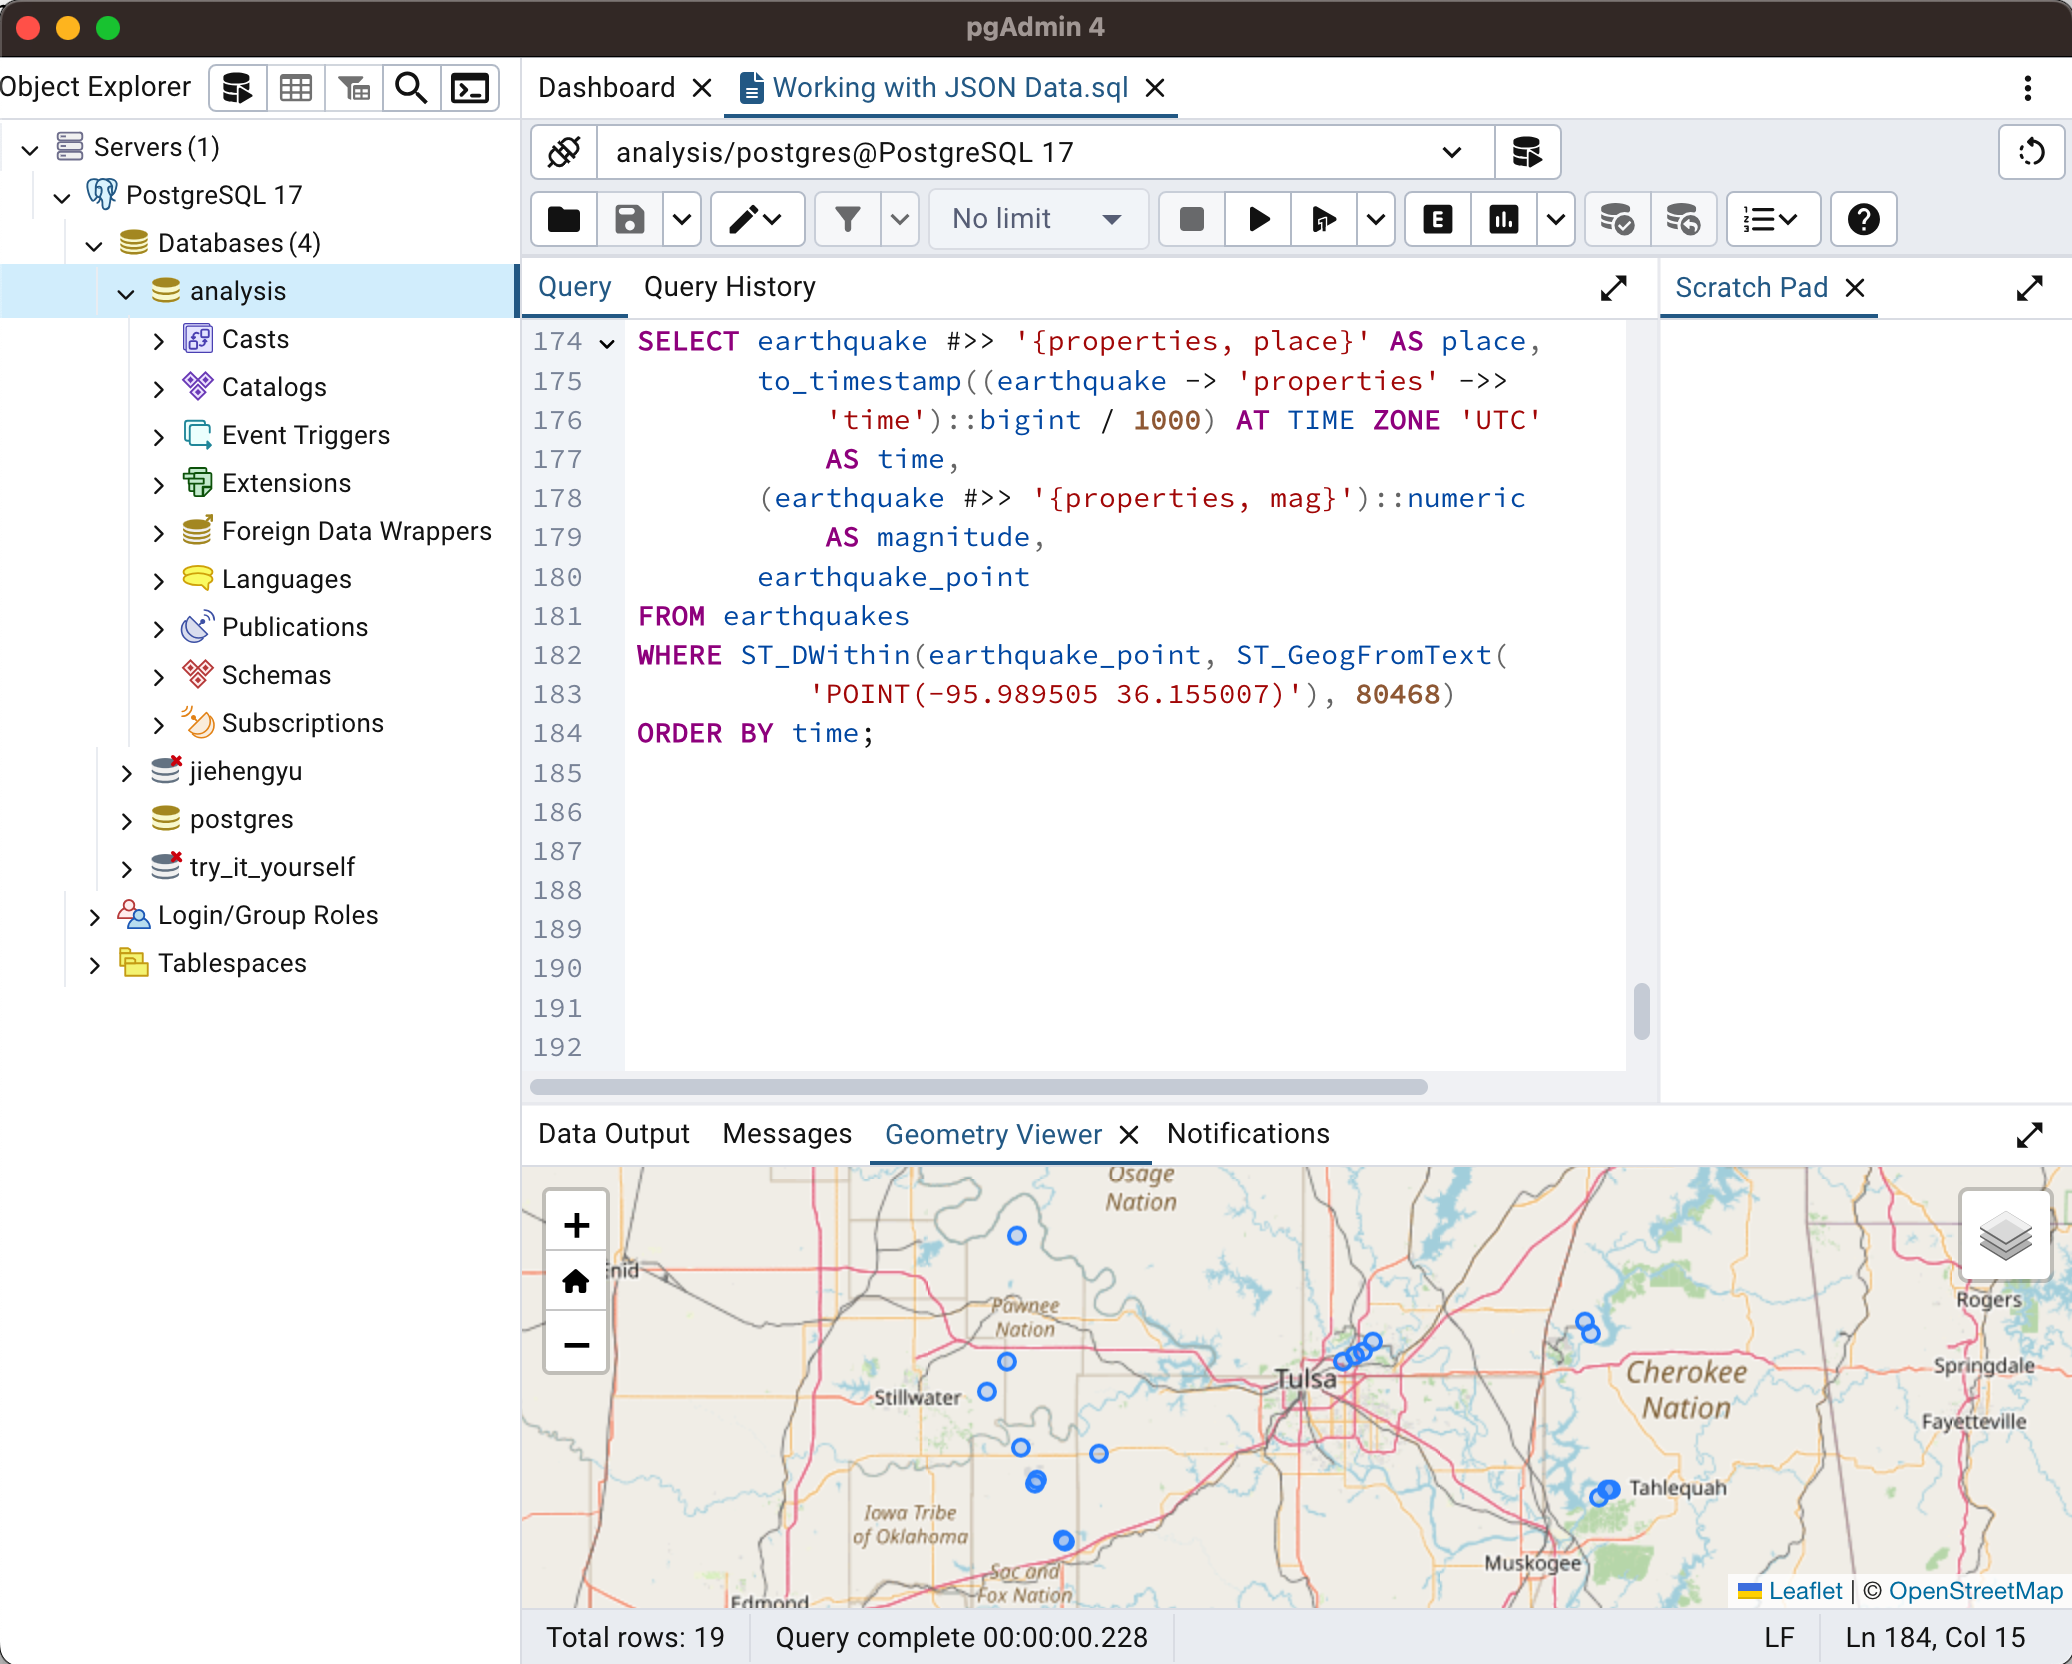 pgAdmin 4
Object Explorer
Dashboard
Working with JSON Data.sql
Servers (1)
PostgreSQL 17
Databases (4)
analysis
Casts
Catalogs
Event Triggers
Extensions
Foreign Data Wrappers
Languages
Publications
Schemas
Subscriptions
jiehengyu
postgres
try_it_yourself
Login/Group Roles
Tablespaces
analysis/postgres@PostgreSQL 17
No limit
E
Query
Query History
Scratch Pad
174 SELECT earthquake #>> '{properties, place}' AS place,
175 to_timestamp((earthquake -> 'properties' ->>
176 'time')::bigint / 1000) AT TIME ZONE 'UTC'
177 AS time,
178 (earthquake #>> '{properties, mag}')::numeric
179 AS magnitude,
180 earthquake_point
181 FROM earthquakes
182 WHERE ST_DWithin(earthquake_point, ST_GeogFromText(
183 'POINT(-95.989505 36.155007)'), 80468)
184 ORDER BY time;
185
186
187
188
189
190
191
192
Data Output
Messages
Geometry Viewer
Notifications
+
−
Osage
Nation
nid
Pawnee
Nation
Stillwater
Tulsa
Cherokee
Nation
Rogers
Springdale
Fayetteville
Tahlequah
Iowa Tribe
of Oklahoma
Sac and
Fox Nation
Muskogee
Edmond
Leaflet | © OpenStreetMap
Total rows: 19
Query complete 00:00:00.228
LF
Ln 184, Col 15